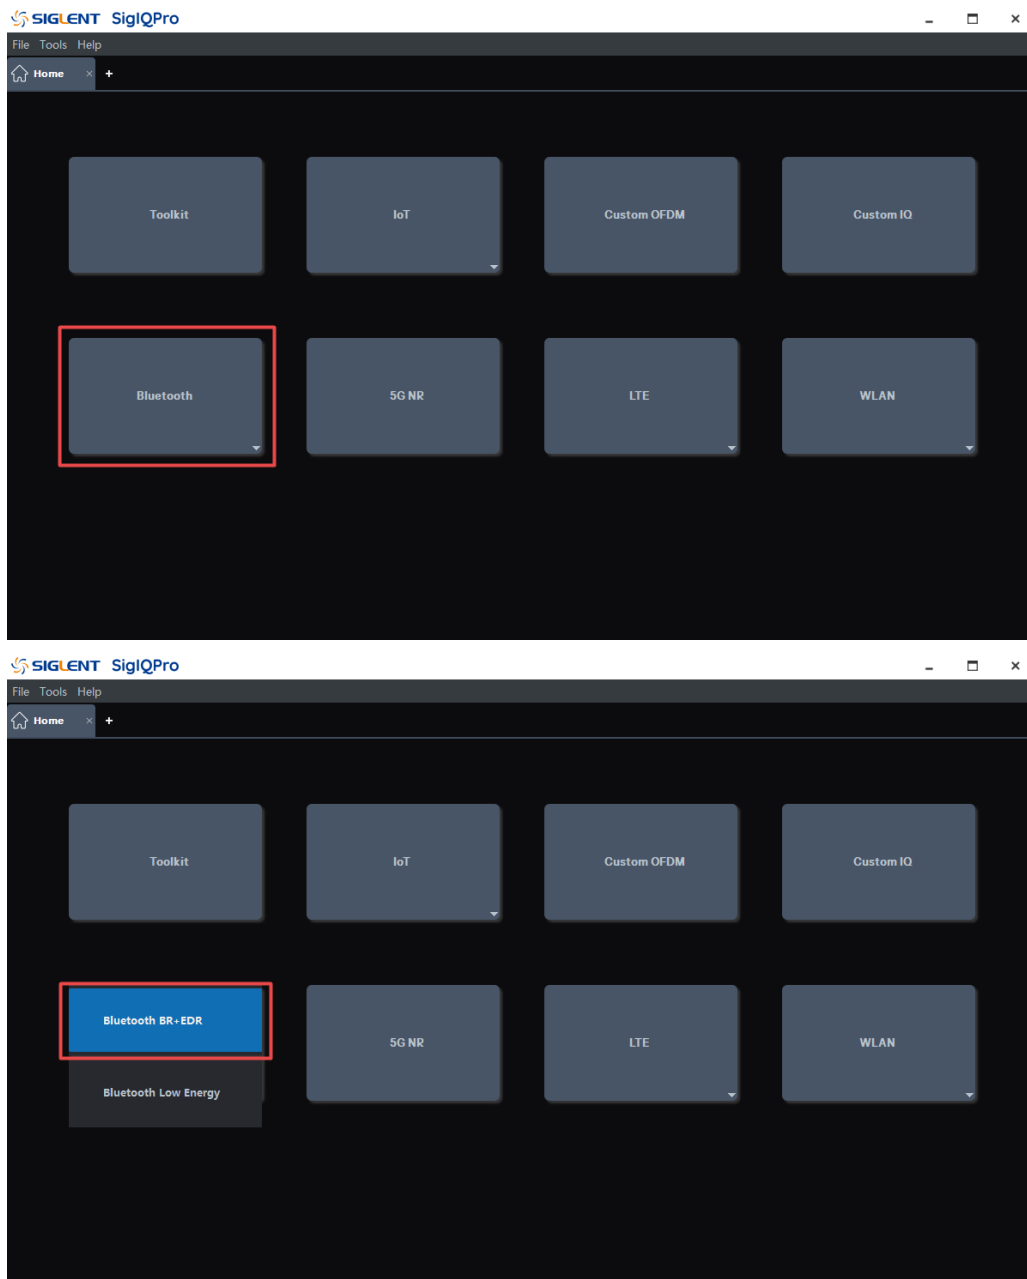 SIGLENT SigIQPro
File Tools Help
Home
Toolkit
IoT
Custom OFDM
Custom IQ
Bluetooth
5G NR
LTE
WLAN
SIGLENT SigIQPro
File Tools Help
Home
Toolkit
IoT
Custom OFDM
Custom IQ
Bluetooth BR+EDR
Bluetooth Low Energy
5G NR
LTE
WLAN